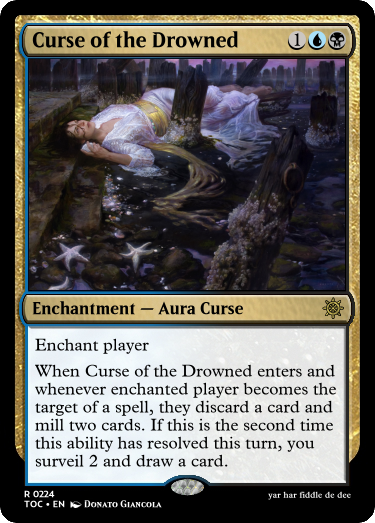 Curse of the Drowned 1
Enchantment — Aura Curse
Enchant player
When Curse of the Drowned enters and
whenever enchanted player becomes the
target of a spell, they discard a card and
mill two cards. If this is the second time
this ability has resolved this turn, you
surveil 2 and draw a card.
R 0224
TOC • EN Donato Giancola
yar har fiddle de dee